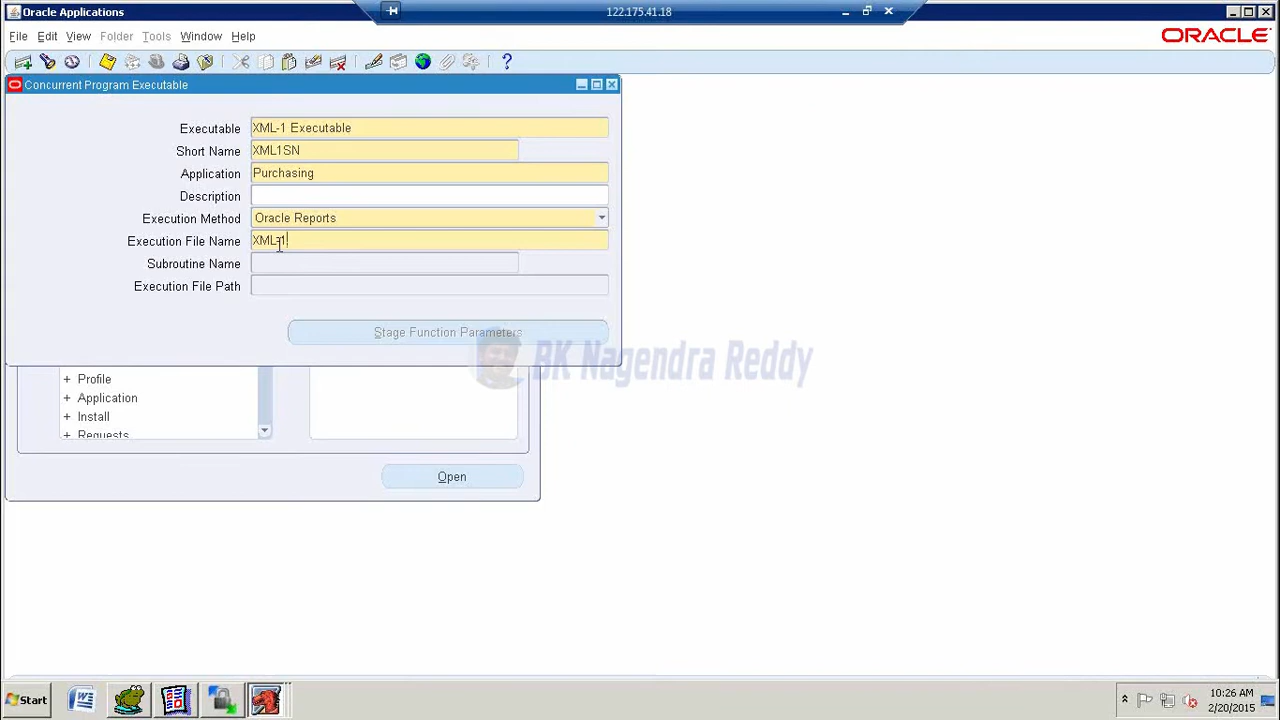 Oracle Applications
122.175.41.18
File Edit View Folder Tools Window Help
ORACLE
Concurrent Program Executable
Executable XML-1 Executable
Short Name XML1SN
Application Purchasing
Description
Execution Method Oracle Reports
Execution File Name XML-1
Subroutine Name
Execution File Path
Stage Function Parameters
BK Nagendra Reddy
+ Profile
+ Application
+ Install
+ Requests
Open
Start
10:26 AM
2/20/2015